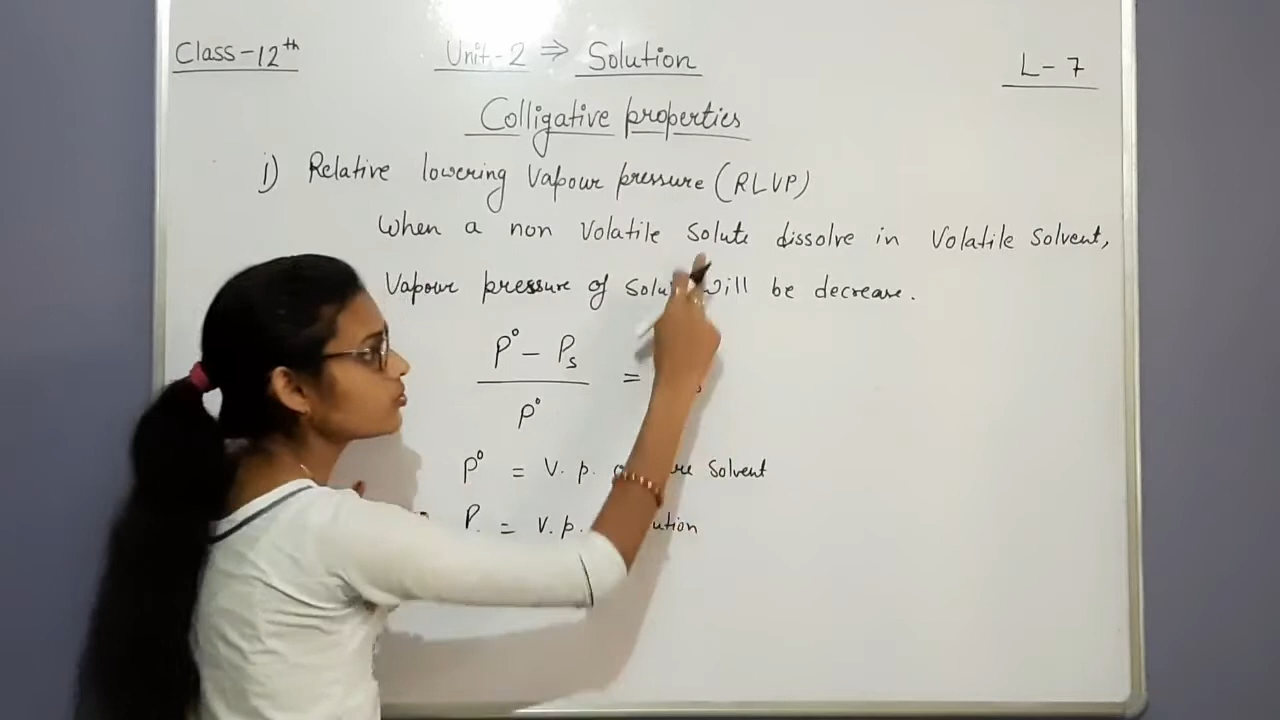 Class-12th
Unit-2 ⇒ Solution
L-7
Colligative properties
i) Relative lowering Vapour pressure (RLVP)
When a non Volatile Solute dissolve in Volatile Solvent,
Vapour pressure of will be decrease.
P° - Ps
=
P°
P° = V. p. Solvent
P = V. p.